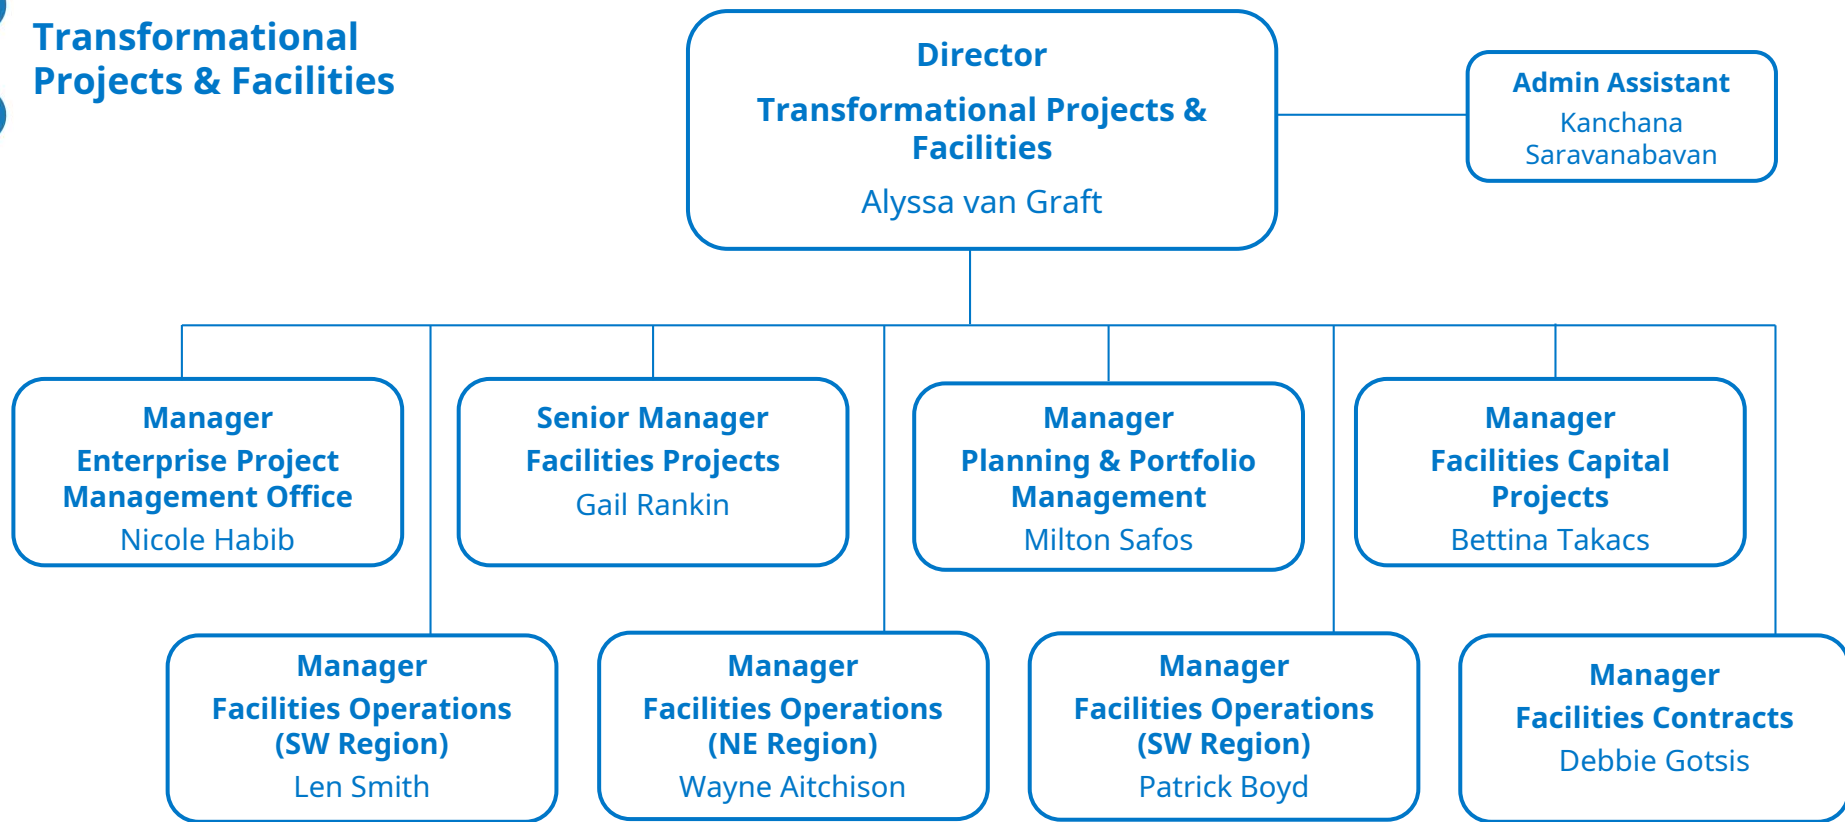 Transformational
Projects & Facilities
Director
Transformational Projects &
Facilities
Alyssa van Graft
Admin Assistant
Kanchana
Saravanabavan
Manager
Enterprise Project
Management Office
Nicole Habib
Senior Manager
Facilities Projects
Gail Rankin
Manager
Planning & Portfolio
Management
Milton Safos
Manager
Facilities Capital
Projects
Bettina Takacs
Manager
Facilities Operations
(SW Region)
Len Smith
Manager
Facilities Operations
(NE Region)
Wayne Aitchison
Manager
Facilities Operations
(SW Region)
Patrick Boyd
Manager
Facilities Contracts
Debbie Gotsis